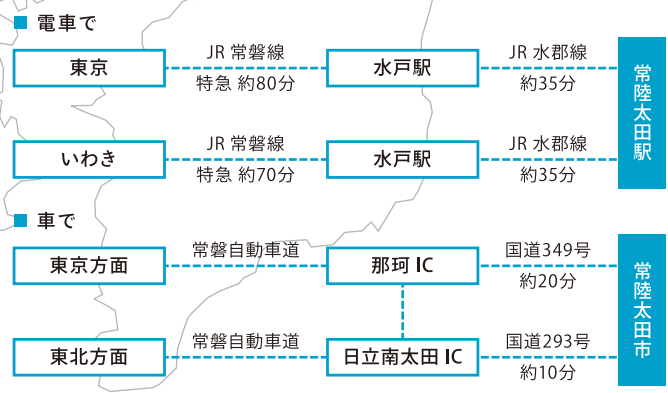 ■ 電車で
東京
JR 常磐線
特急 約80分
水戸駅
JR 水郡線
約35分
いわき
JR 常磐線
特急 約70分
水戸駅
JR 水郡線
約35分
常陸太田駅
■ 車で
東京方面
常磐自動車道
那珂 IC
国道349号
約20分
東北方面
常磐自動車道
日立南太田 IC
国道293号
約10分
常陸太田市